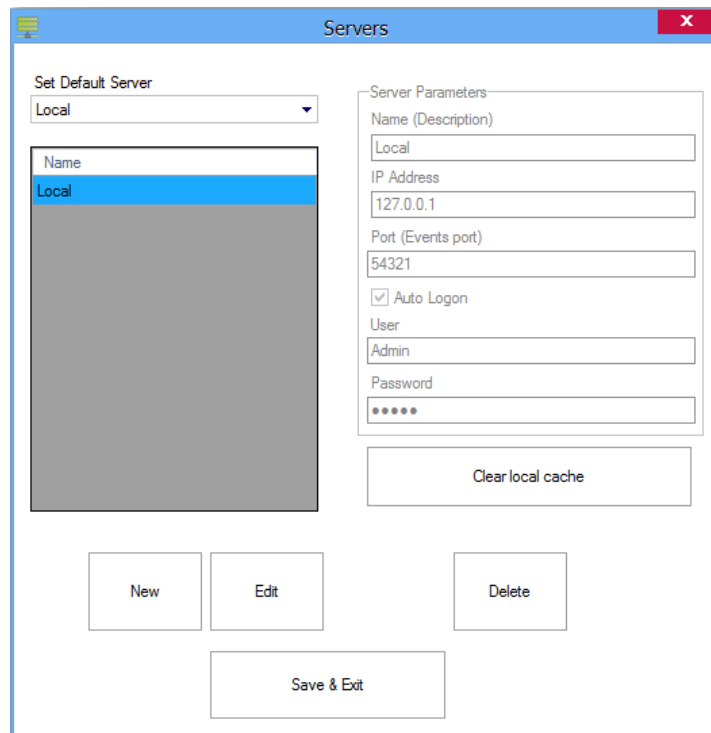 Servers
x
Set Default Server
Local
Name
Local
Server Parameters
Name (Description)
Local
IP Address
127.0.0.1
Port (Events port)
54321
Auto Logon
User
Admin
Password
•••••
Clear local cache
New
Edit
Delete
Save & Exit